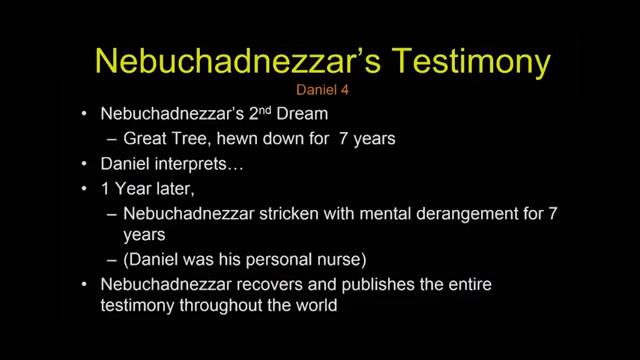 Nebuchadnezzar's Testimony
Daniel 4
• Nebuchadnezzar's 2nd Dream
– Great Tree, hewn down for 7 years
• Daniel interprets…
• 1 Year later,
– Nebuchadnezzar stricken with mental derangement for 7
years
– (Daniel was his personal nurse)
• Nebuchadnezzar recovers and publishes the entire
testimony throughout the world